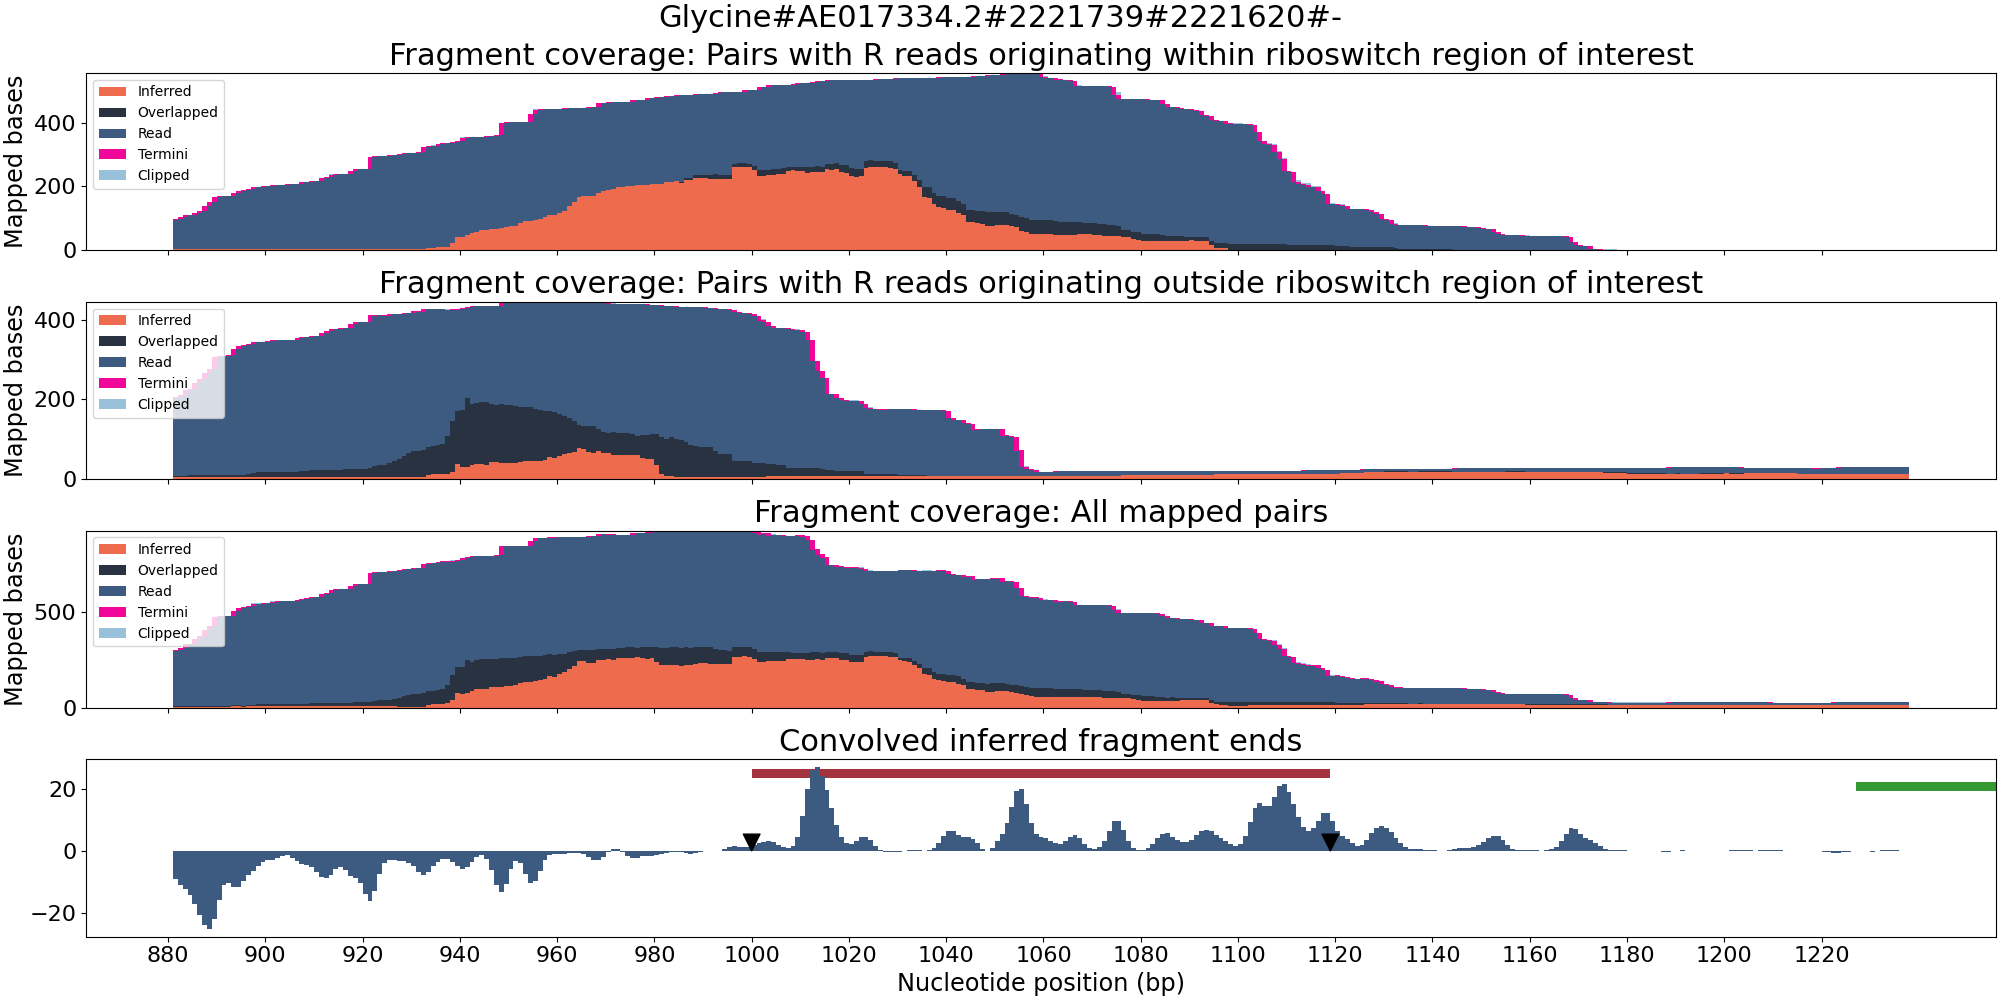 Glycine#AE017334.2#2221739#2221620#-
Fragment coverage: Pairs with R reads originating within riboswitch region of interest
Mapped bases
400
200
0
Inferred
Overlapped
Read
Termini
Clipped
Fragment coverage: Pairs with R reads originating outside riboswitch region of interest
Mapped bases
400
200
0
Inferred
Overlapped
Read
Termini
Clipped
Fragment coverage: All mapped pairs
Mapped bases
500
0
Inferred
Overlapped
Read
Termini
Clipped
Convolved inferred fragment ends
20
0
−20
880 900 920 940 960 980 1000 1020 1040 1060 1080 1100 1120 1140 1160 1180 1200 1220
Nucleotide position (bp)